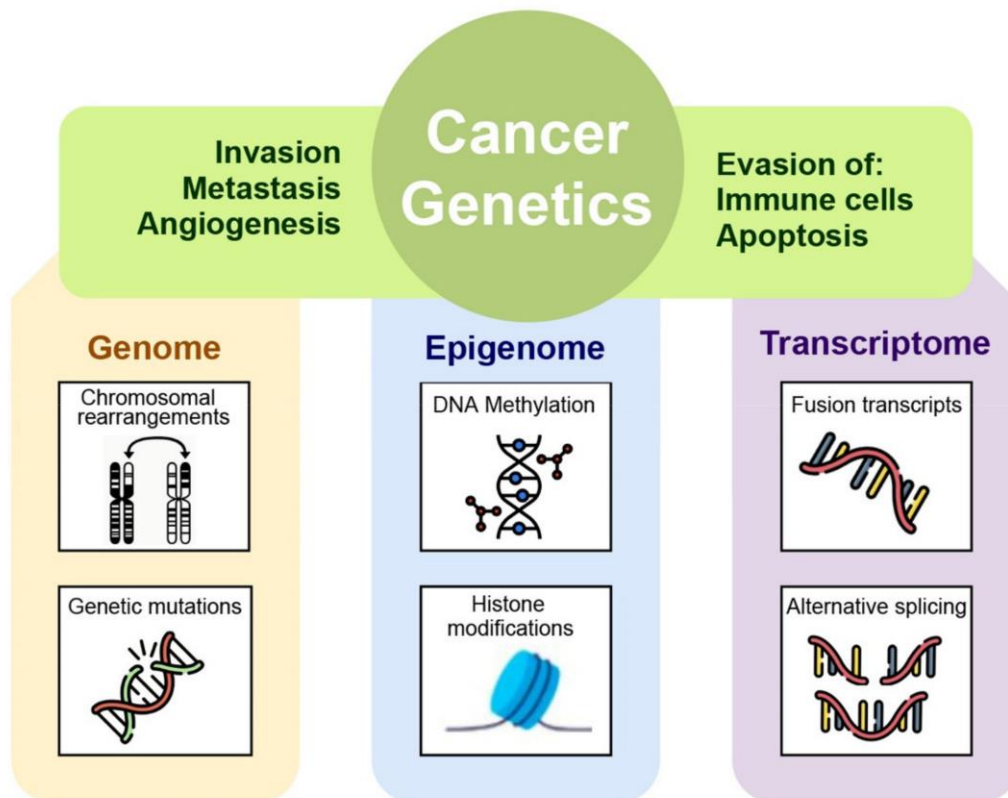 Cancer
Genetics
Invasion
Metastasis
Angiogenesis
Evasion of:
Immune cells
Apoptosis
Genome
Chromosomal
rearrangements
Genetic mutations
Epigenome
DNA Methylation
Histone
modifications
Transcriptome
Fusion transcripts
Alternative splicing